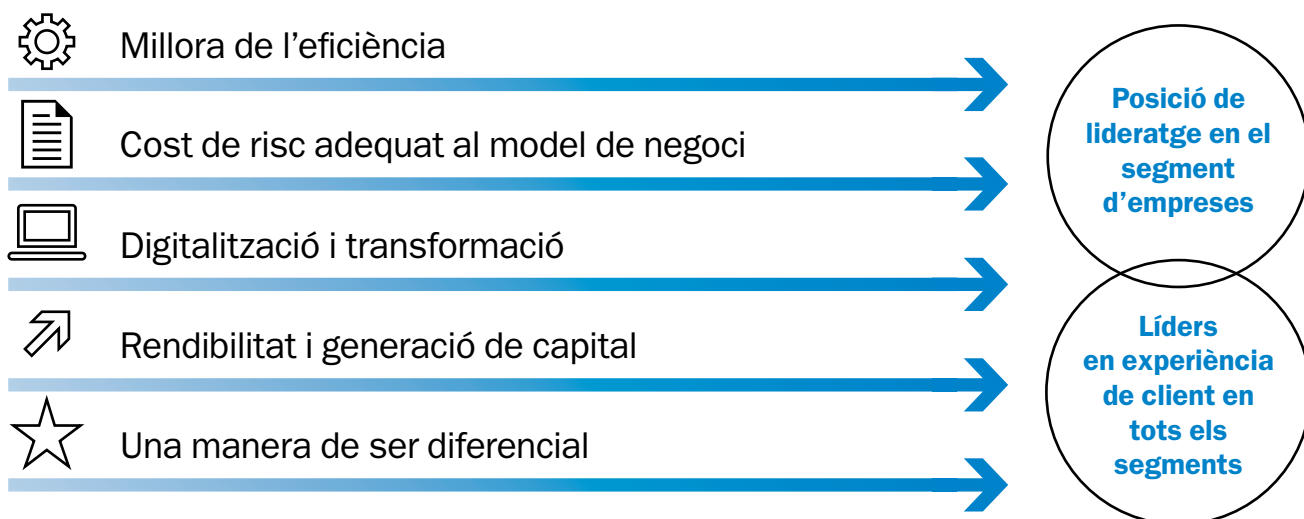 Millora de l’eficiència
Cost de risc adequat al model de negoci
Digitalització i transformació
Rendibilitat i generació de capital
Una manera de ser diferencial
Posició de
lideratge en el
segment
d’empreses
Líders
en experiència
de client en
tots els
segments